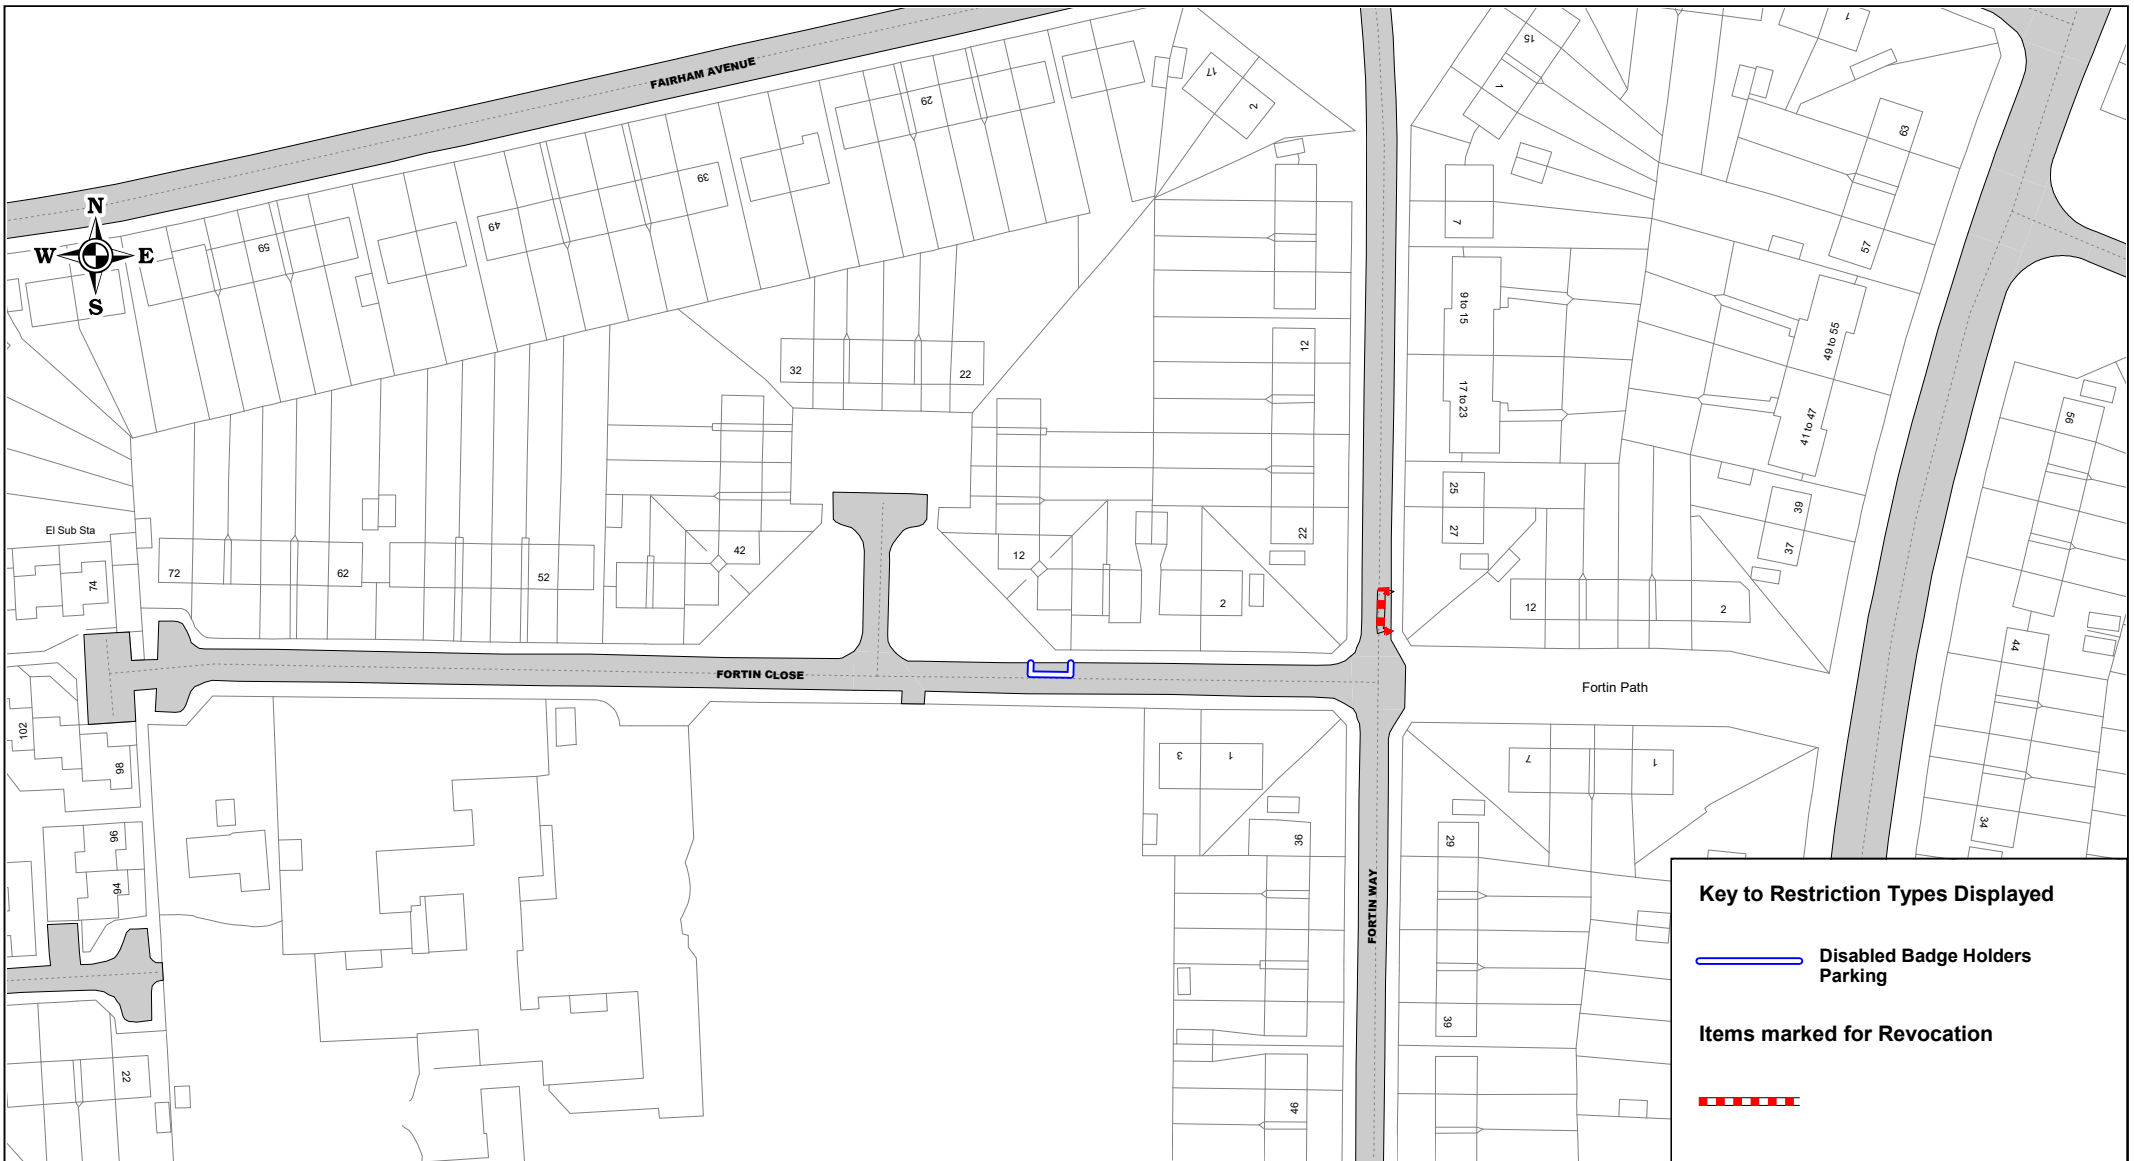 FAIRHAM AVENUE
N
W E
S
17
2
15
1
1
63
57
7
59
49
39
29
9 to 15
17 to 23
49 to 55
41 to 47
56
12
32
22
25
27
39
37
22
El Sub Sta
72
62
52
42
12
2
12
2
74
44
FORTIN CLOSE
Fortin Path
102
98
3
1
7
1
96
94
36
29
34
FORTIN WAY
39
22
46
Key to Restriction Types Displayed
Disabled Badge Holders
Parking
Items marked for Revocation